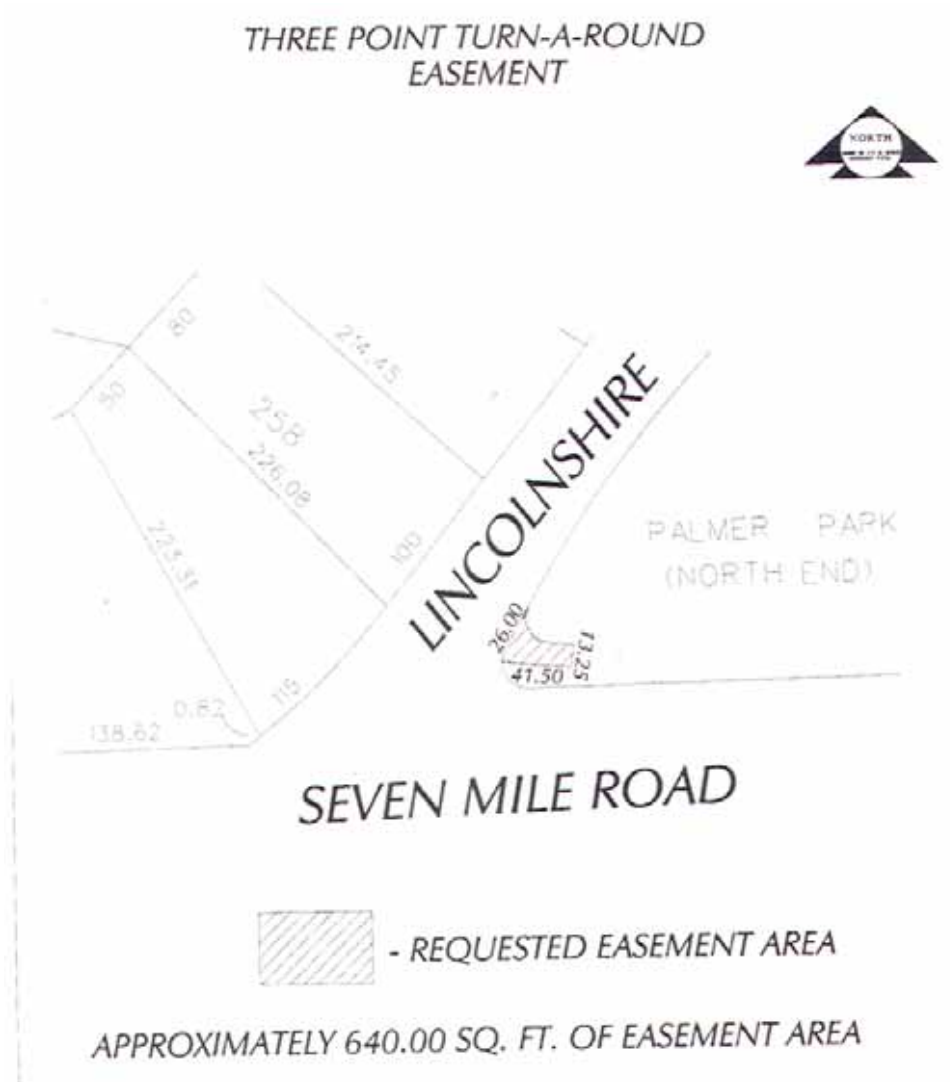 THREE POINT TURN-A-ROUND
EASEMENT
NORTH
80
214.45
258
226.08
223.31
100
LINCOLNSHIRE
PALMER PARK
(NORTH END)
26.00
13.25
41.50
115
0.82
138.62
SEVEN MILE ROAD
- REQUESTED EASEMENT AREA
APPROXIMATELY 640.00 SQ. FT. OF EASEMENT AREA